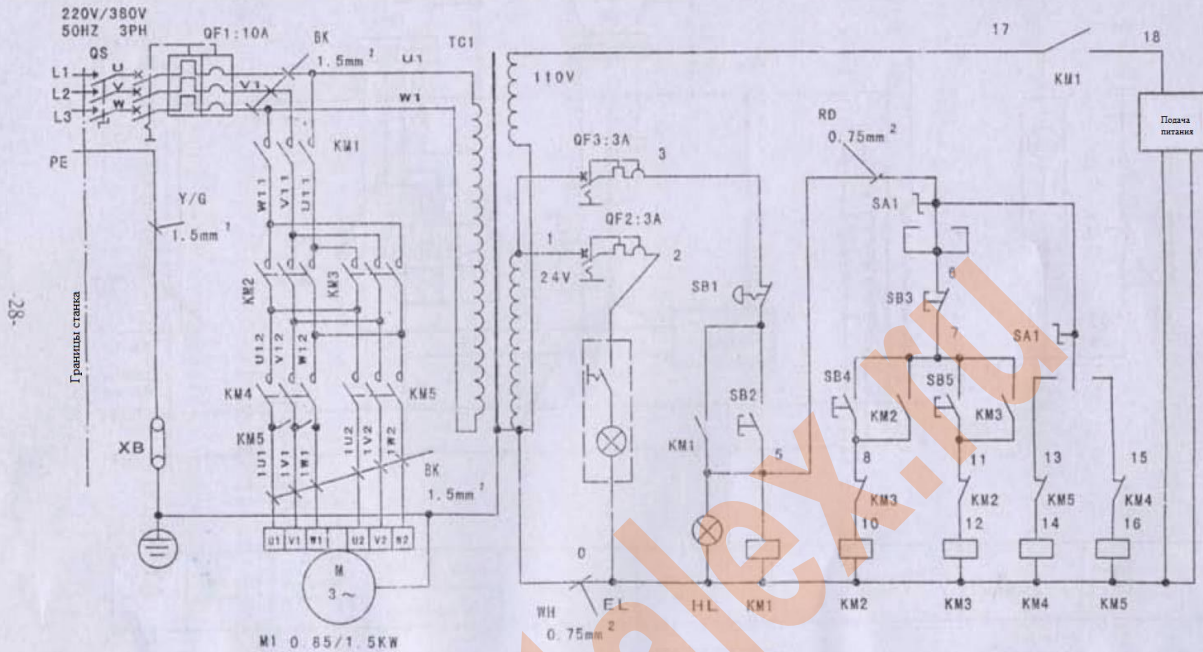 220V/380V
50HZ 3PH
QS
QF1:10A
BK
1.5mm²
TC1
U1
V1
W1
L1
L2
L3
U
V
W
PE
Y/G
1.5mm²
Границы станка
-28-
XB
KM1
W11
V11
U11
KM2
KM3
U12
V12
W12
KM4
KM5
KM5
1U1
1V1
1W1
1U2
1V2
1W2
BK
1.5mm²
U1 V1 W1 U2 V2 W2
M
3~
M1 0.85/1.5KW
110V
17
18
KM1
Подача
питания
QF3:3A
3
QF2:3A
1
2
24V
RD
0.75mm²
SA1
6
SB1
SB3
7
SA1
SB4
KM2
SB5
KM3
SB2
KM1
5
8
11
13
15
KM3
KM2
KM5
KM4
10
12
14
16
0
WH
0.75mm²
EL
HL
KM1
KM2
KM3
KM4
KM5
alex.ru